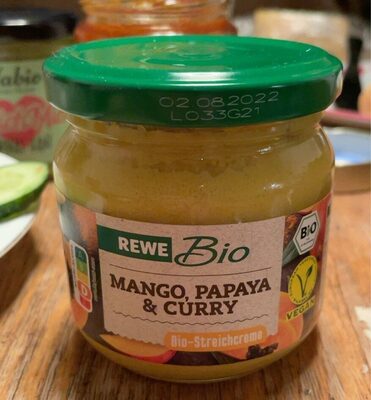 02.08.2022
L033G21
REWE Bio
BiO
MANGO, PAPAYA
& CURRY
VEGAN
Bio-Streichcreme